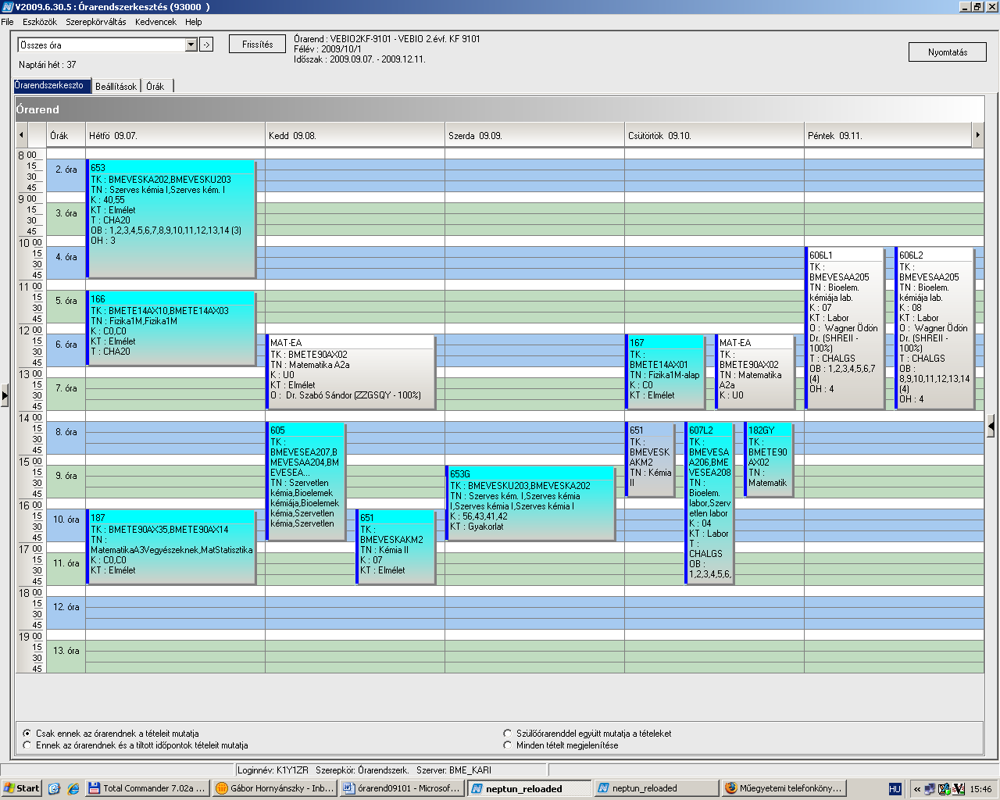 V2009.6.30.5 : Órarendszerkesztés (93000  )
File Eszközök Szerepkörváltás Kedvencek Help
Összes óra
->
Frissítés
Órarend : VEBIO2KF-9101 - VEBIO 2.évf. KF 9101
Félév : 2009/10/1
Időszak : 2009.09.07. - 2009.12.11.
Nyomtatás
Naptári hét : 37
Órarendszerkeszto Beállítások Órák
Órarend
Órák Hétfő 09.07. Kedd 09.08. Szerda 09.09. Csütörtök 09.10. Péntek 09.11.
8 00
15
30
45
9 00
15
30
45
10 00
15
30
45
11 00
15
30
45
12 00
15
30
45
13 00
15
30
45
14 00
15
30
45
15 00
15
30
45
16 00
15
30
45
17 00
15
30
45
18 00
15
30
45
19 00
15
30
45
2. óra
3. óra
4. óra
5. óra
6. óra
7. óra
8. óra
9. óra
10. óra
11. óra
12. óra
13. óra
653
TK : BMEVESKA202,BMEVESKU203
TN : Szerves kémia I,Szerves kém. I
K : 40,55
KT : Elmélet
T : CHA20
OB : 1,2,3,4,5,6,7,8,9,10,11,12,13,14 (3)
OH : 3
166
TK : BMETE14AX10,BMETE14AX03
TN : Fizika1M,Fizika1M
K : C0,C0
KT : Elmélet
T : CHA20
187
TK : BMETE90AX35,BMETE90AX14
TN :
MatematikaA3Vegyészeknek,MatStatisztika
K : C0,C0
KT : Elmélet
MAT-EA
TK : BMETE90AX02
TN : Matematika A2a
K : U0
KT : Elmélet
O :  Dr. Szabó Sándor (ZZGSQY - 100%)
605
TK :
BMEVESEA207,B
MEVESAA204,BM
EVESEA...
TN : Szervetlen
kémia,Bioelemek
kémiája,Bioelemek
kémia,Szervetlen
kémia,Szervetlen
651
TK :
BMEVESKAKM2
TN : Kémia II
K : 07
KT : Elmélet
653G
TK : BMEVESKU203,BMEVESKA202
TN : Szerves kém. I,Szerves kémia
I,Szerves kémia I,Szerves kémia I
K : 56,43,41,42
KT : Gyakorlat
167
TK :
BMETE14AX01
TN : Fizika1M-alap
K : C0
KT : Elmélet
MAT-EA
TK :
BMETE90AX02
TN : Matematika
A2a
K : U0
651
TK :
BMEVESK
AKM2
TN : Kémia
II
607L2
TK :
BMEVESA
A206,BME
VESEA208
TN :
Bioelem.
labor,Szerv
etlen labor
K : 04
KT : Labor
T :
CHALGS
OB :
1,2,3,4,5,6,
182GY
TK :
BMETE90
AX02
TN :
Matematik
606L1
TK :
BMEVESAA205
TN : Bioelem.
kémiája lab.
K : 07
KT : Labor
O :  Wagner Ödön
Dr. (SHREII -
100%)
T : CHALGS
OB : 1,2,3,4,5,6,7
(4)
OH : 4
606L2
TK :
BMEVESAA205
TN : Bioelem.
kémiája lab.
K : 08
KT : Labor
O :  Wagner Ödön
Dr. (SHREII -
100%)
T : CHALGS
OB :
8,9,10,11,12,13,14
(4)
OH : 4
Csak ennek az órarendnek a tételeit mutatja
Ennek az órarendnek és a tiltott időpontok tételeit mutatja
Szülőórarenddel együtt mutatja a tételeket
Minden tételt megjelenítése
Loginnév: K1Y1ZR Szerepkör: Órarendszerk. Szerver: BME_KARI
Start Total Commander 7.02a ... Gábor Hornyánszky - Inb... órarend09101 - Microsof... neptun_reloaded neptun_reloaded Műegyetemi telefonköny... HU « 15:46